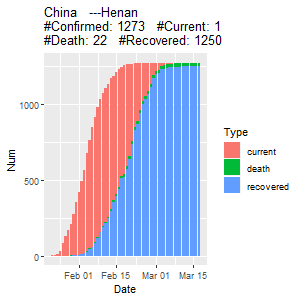 China   ---Henan
#Confirmed: 1273   #Current: 1
#Death: 22   #Recovered: 1250
Num
1000
500
0
Feb 01 Feb 15 Mar 01 Mar 15
Date
Type
current
death
recovered